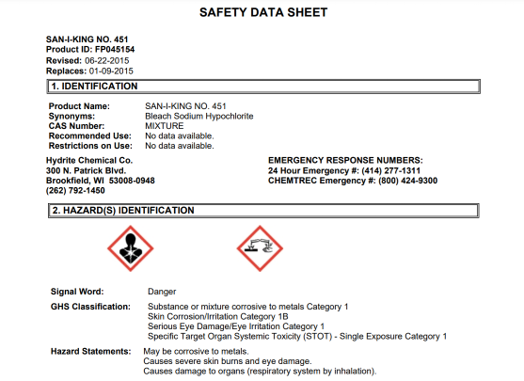 SAFETY DATA SHEET
SAN-I-KING NO. 451
Product ID: FP045154
Revised: 06-22-2015
Replaces: 01-09-2015
1. IDENTIFICATION
Product Name: SAN-I-KING NO. 451
Synonyms: Bleach Sodium Hypochlorite
CAS Number: MIXTURE
Recommended Use: No data available.
Restrictions on Use: No data available.
Hydrite Chemical Co. EMERGENCY RESPONSE NUMBERS:
300 N. Patrick Blvd. 24 Hour Emergency #: (414) 277-1311
Brookfield, WI 53008-0948 CHEMTREC Emergency #: (800) 424-9300
(262) 792-1450
2. HAZARD(S) IDENTIFICATION
Signal Word: Danger
GHS Classification: Substance or mixture corrosive to metals Category 1
Skin Corrosion/Irritation Category 1B
Serious Eye Damage/Eye Irritation Category 1
Specific Target Organ Systemic Toxicity (STOT) - Single Exposure Category 1
Hazard Statements: May be corrosive to metals.
Causes severe skin burns and eye damage.
Causes damage to organs (respiratory system by inhalation).